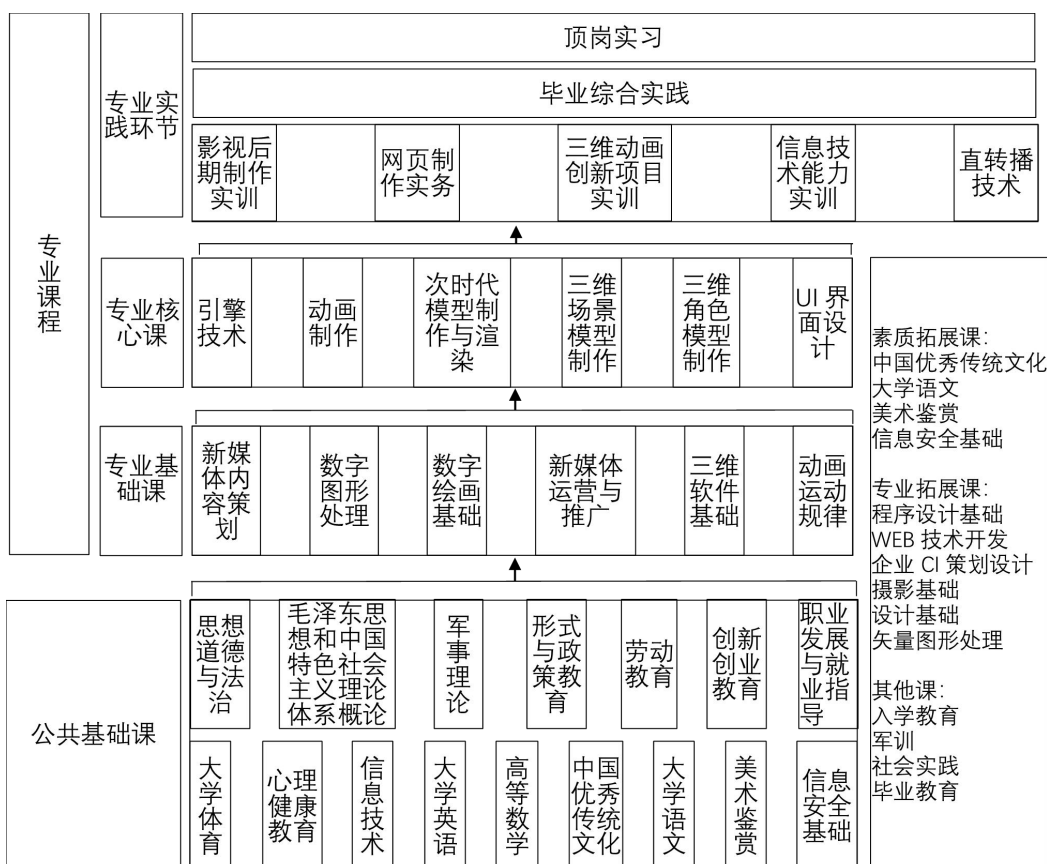 专业课程
专业实
践环节
顶岗实习
毕业综合实践
影视后
期制作
实训
网页制
作实务
三维动画
创新项目
实训
信息技
术能力
实训
直转播
技术
专业核
心课
引擎
技术
动画
制作
次时代
模型制
作与渲
染
三维
场景
模型
制作
三维
角色
模型
制作
UI 界
面设
计
专业基
础课
新媒
体内
容策
划
数字
图形
处理
数字
绘画
基础
新媒体
运营与
推广
三维
软件
基础
动画
运动
规律
公共基础课
思想
道德
与法
治
毛泽东思
想和中国
特色社会
主义理论
体系概论
军
事
理
论
形式
与政
策教
育
劳动
教育
创新
创业
教育
职业
发展
与就
业指
导
大
学
体
育
心理
健康
教育
信
息
技
术
大
学
英
语
高
等
数
学
中国
优秀
传统
文化
大
学
语
文
美
术
鉴
赏
信息
安全
基础
素质拓展课:
中国优秀传统文化
大学语文
美术鉴赏
信息安全基础
专业拓展课:
程序设计基础
WEB 技术开发
企业 CI 策划设计
摄影基础
设计基础
矢量图形处理
其他课:
入学教育
军训
社会实践
毕业教育